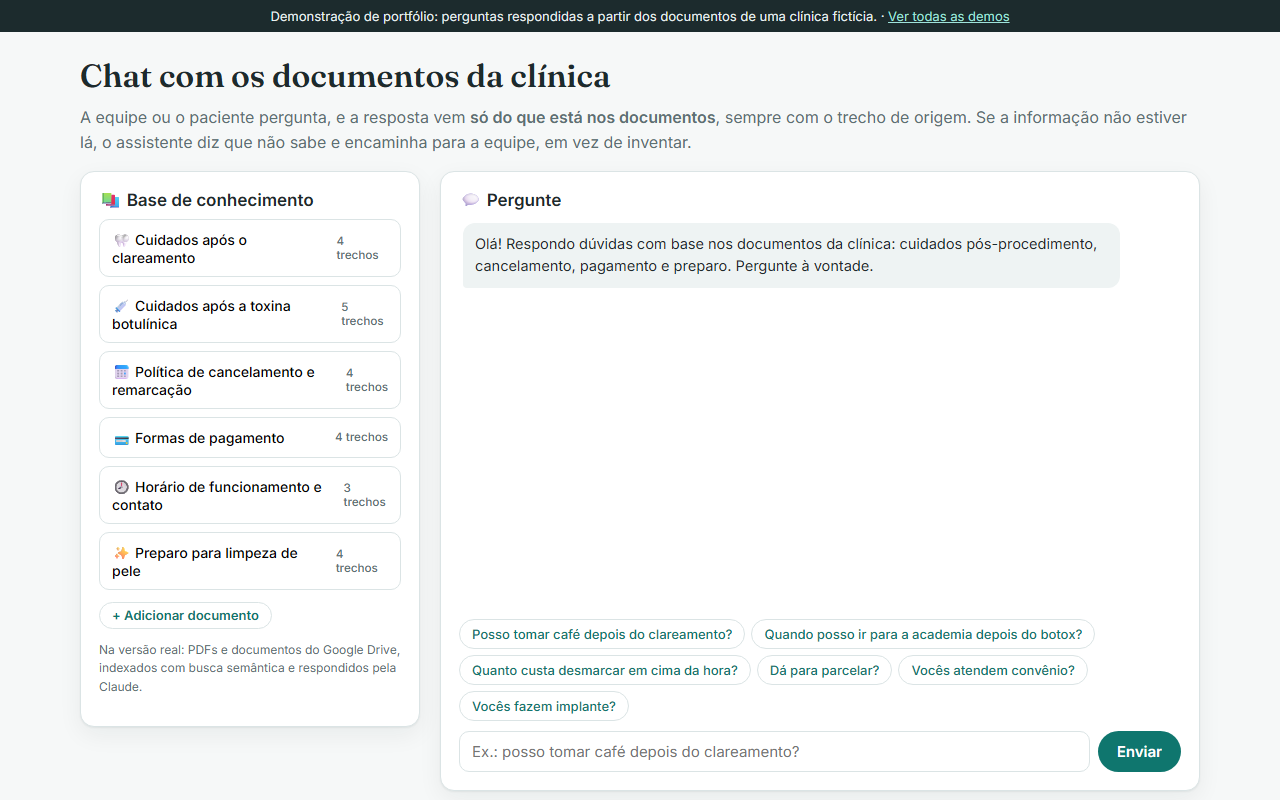 Demonstração de portfólio: perguntas respondidas a partir dos documentos de uma clínica fictícia. · Ver todas as demos
Chat com os documentos da clínica
A equipe ou o paciente pergunta, e a resposta vem só do que está nos documentos, sempre com o trecho de origem. Se a informação não estiver
lá, o assistente diz que não sabe e encaminha para a equipe, em vez de inventar.
Base de conhecimento
Cuidados após o
clareamento
4
trechos
Cuidados após a toxina
botulínica
5
trechos
Política de cancelamento e
remarcação
4
trechos
Formas de pagamento
4 trechos
Horário de funcionamento e
contato
3
trechos
Preparo para limpeza de
pele
4
trechos
+ Adicionar documento
Na versão real: PDFs e documentos do Google Drive,
indexados com busca semântica e respondidos pela
Claude.
Pergunte
Olá! Respondo dúvidas com base nos documentos da clínica: cuidados pós-procedimento,
cancelamento, pagamento e preparo. Pergunte à vontade.
Posso tomar café depois do clareamento?
Quando posso ir para a academia depois do botox?
Quanto custa desmarcar em cima da hora?
Dá para parcelar?
Vocês atendem convênio?
Vocês fazem implante?
Ex.: posso tomar café depois do clareamento?
Enviar